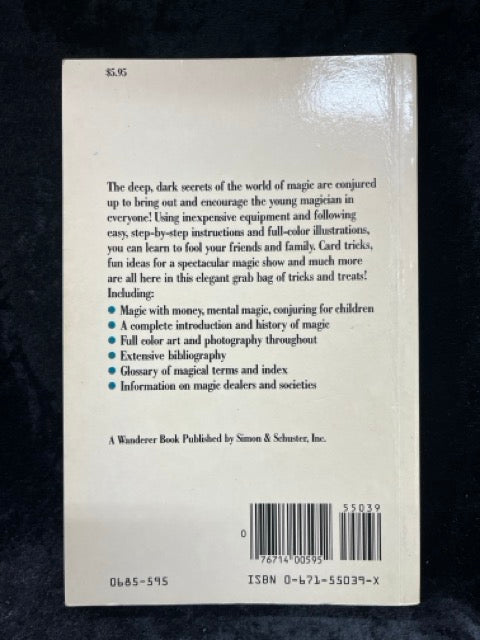 $5.95
The deep, dark secrets of the world of magic are conjured
up to bring out and encourage the young magician in
everyone! Using inexpensive equipment and following
easy, step-by-step instructions and full-color illustrations,
you can learn to fool your friends and family. Card tricks,
fun ideas for a spectacular magic show and much more
are all here in this elegant grab bag of tricks and treats!
Including:
● Magic with money, mental magic, conjuring for children
● A complete introduction and history of magic
● Full color art and photography throughout
● Extensive bibliography
● Glossary of magical terms and index
● Information on magic dealers and societies
A Wanderer Book Published by Simon & Schuster, Inc.
55039
0
76714 00595
0685-595
ISBN 0-671-55039-X